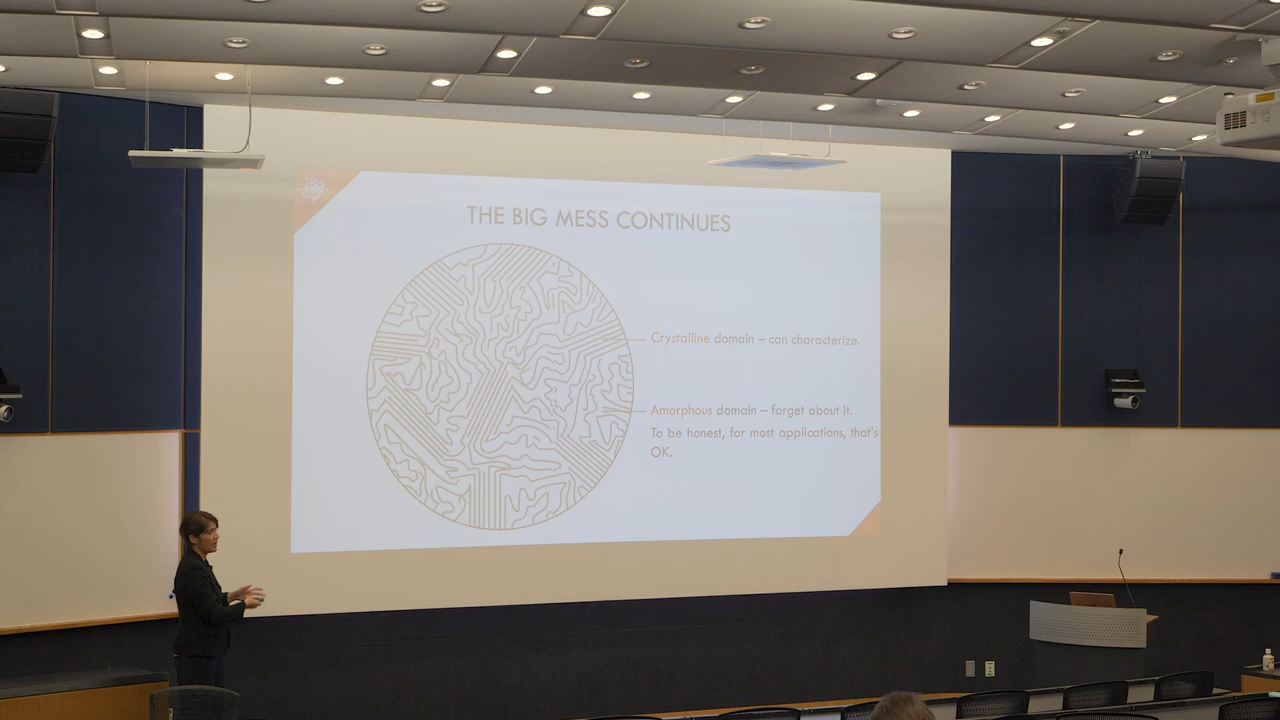 THE BIG MESS CONTINUES
Crystalline domain – can characterize.
Amorphous domain – forget about it.
To be honest, for most applications, that's
OK.